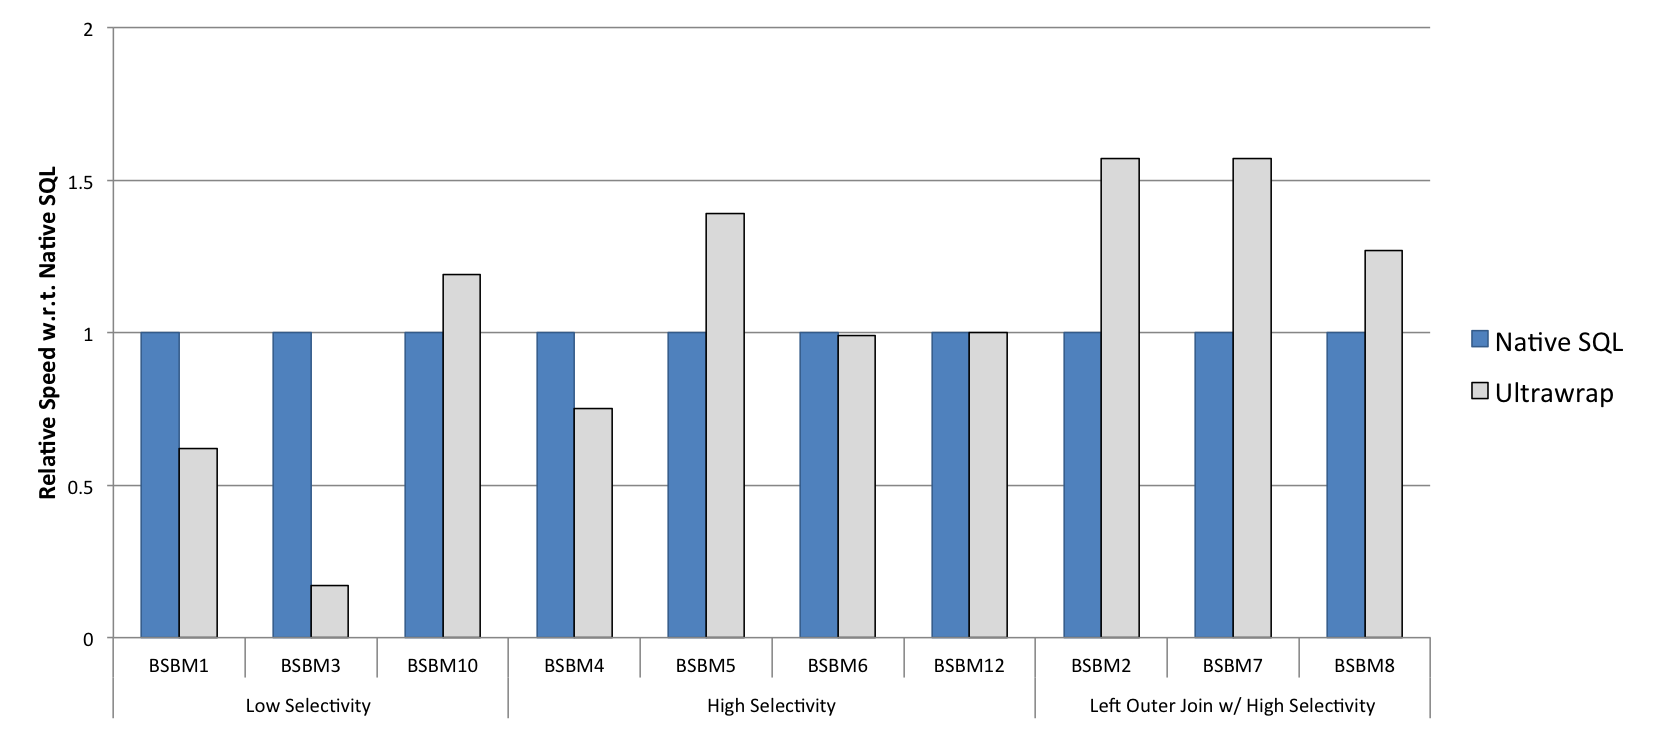 Relative Speed w.r.t. Native SQL
2
1.5
1
0.5
0
BSBM1 BSBM3 BSBM10 BSBM4 BSBM5 BSBM6 BSBM12 BSBM2 BSBM7 BSBM8
Low Selectivity High Selectivity Left Outer Join w/ High Selectivity
Native SQL
Ultrawrap